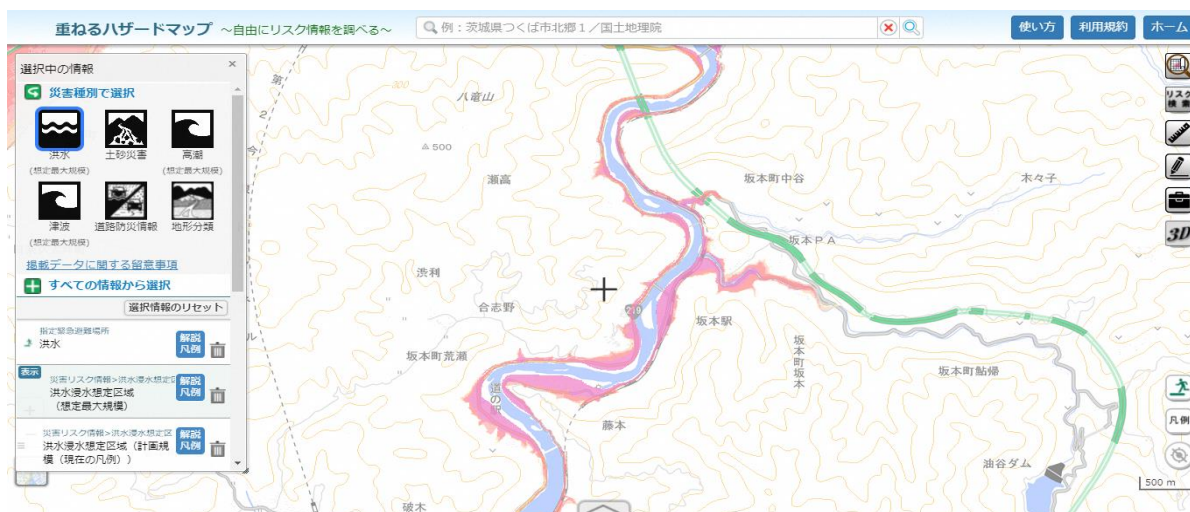 重ねるハザードマップ ～自由にリスク情報を調べる～
例：茨城県つくば市北郷１／国土地理院
使い方
利用規約
ホーム
選択中の情報
×
災害種別で選択
洪水
(想定最大規模)
土砂災害
高潮
(想定最大規模)
津波
(想定最大規模)
道路防災情報
地形分類
掲載データに関する留意事項
すべての情報から選択
選択情報のリセット
指定緊急避難場所
洪水
解説
凡例
表示
災害リスク情報>洪水浸水想定区
洪水浸水想定区域
（想定最大規模）
解説
凡例
災害リスク情報>洪水浸水想定区
洪水浸水想定区域（計画規
模（現在の凡例））
解説
凡例
第
2
今
ル
300
八竜山
500
瀬高
坂本町中谷
木々子
坂本ＰＡ
渋利
合志野
219
坂本駅
坂本町荒瀬
坂本町坂本
坂本町鮎帰
道の駅
藤本
油谷ダム
破木
リスク
検索
3D
凡例
500 m